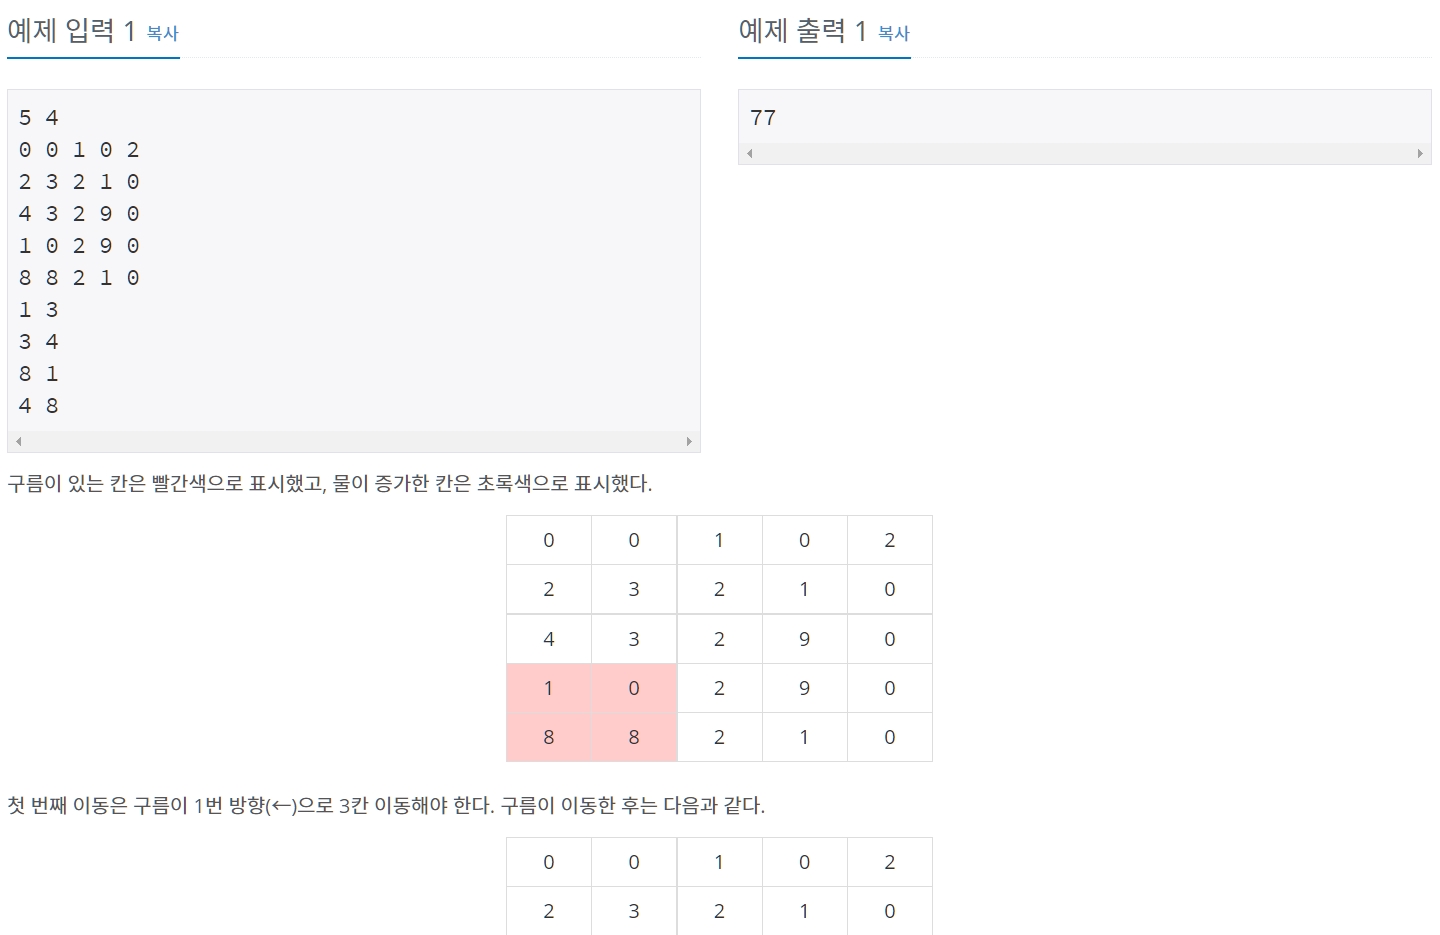 예제 입력 1 복사
5 4
0 0 1 0 2
2 3 2 1 0
4 3 2 9 0
1 0 2 9 0
8 8 2 1 0
1 3
3 4
8 1
4 8
예제 출력 1 복사
77
구름이 있는 칸은 빨간색으로 표시했고, 물이 증가한 칸은 초록색으로 표시했다.
0 0 1 0 2
2 3 2 1 0
4 3 2 9 0
1 0 2 9 0
8 8 2 1 0
첫 번째 이동은 구름이 1번 방향(←)으로 3칸 이동해야 한다. 구름이 이동한 후는 다음과 같다.
0 0 1 0 2
2 3 2 1 0